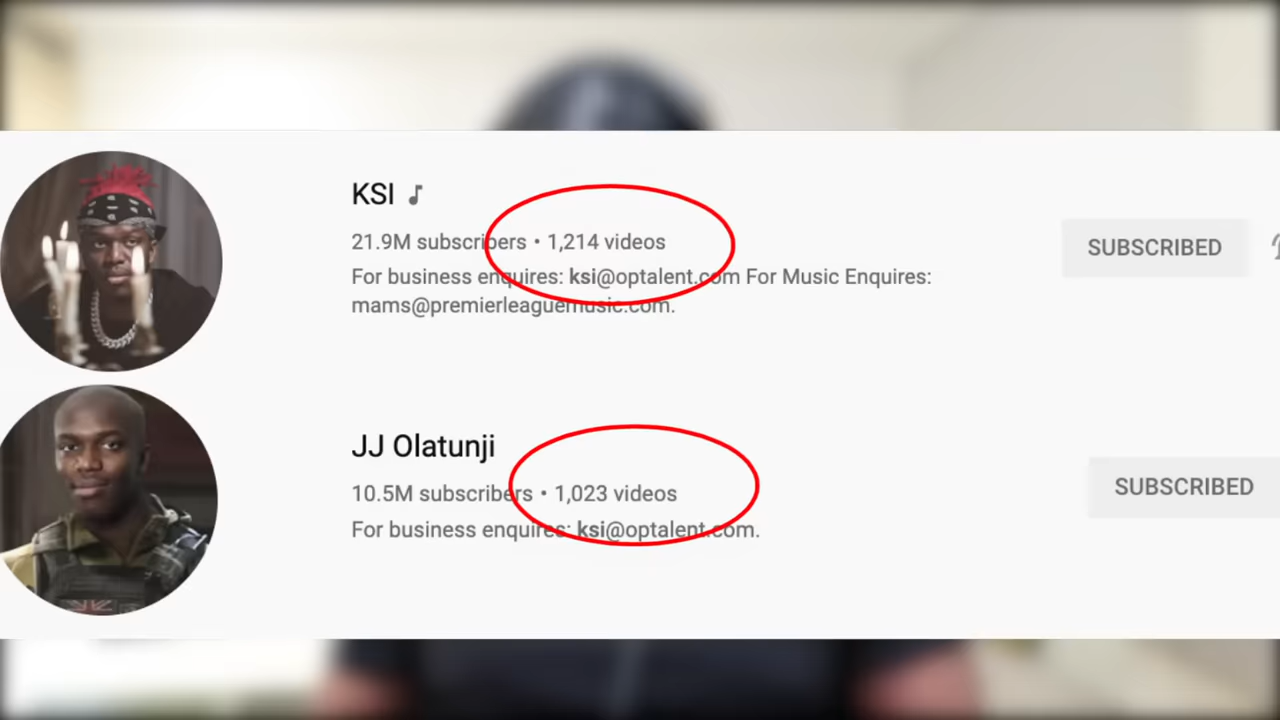 KSI
21.9M subscribers • 1,214 videos
SUBSCRIBED
For business enquires: ksi@optalent.com For Music Enquires:
mams@premierleaguemusic.com.
JJ Olatunji
10.5M subscribers • 1,023 videos
SUBSCRIBED
For business enquires: ksi@optalent.com.